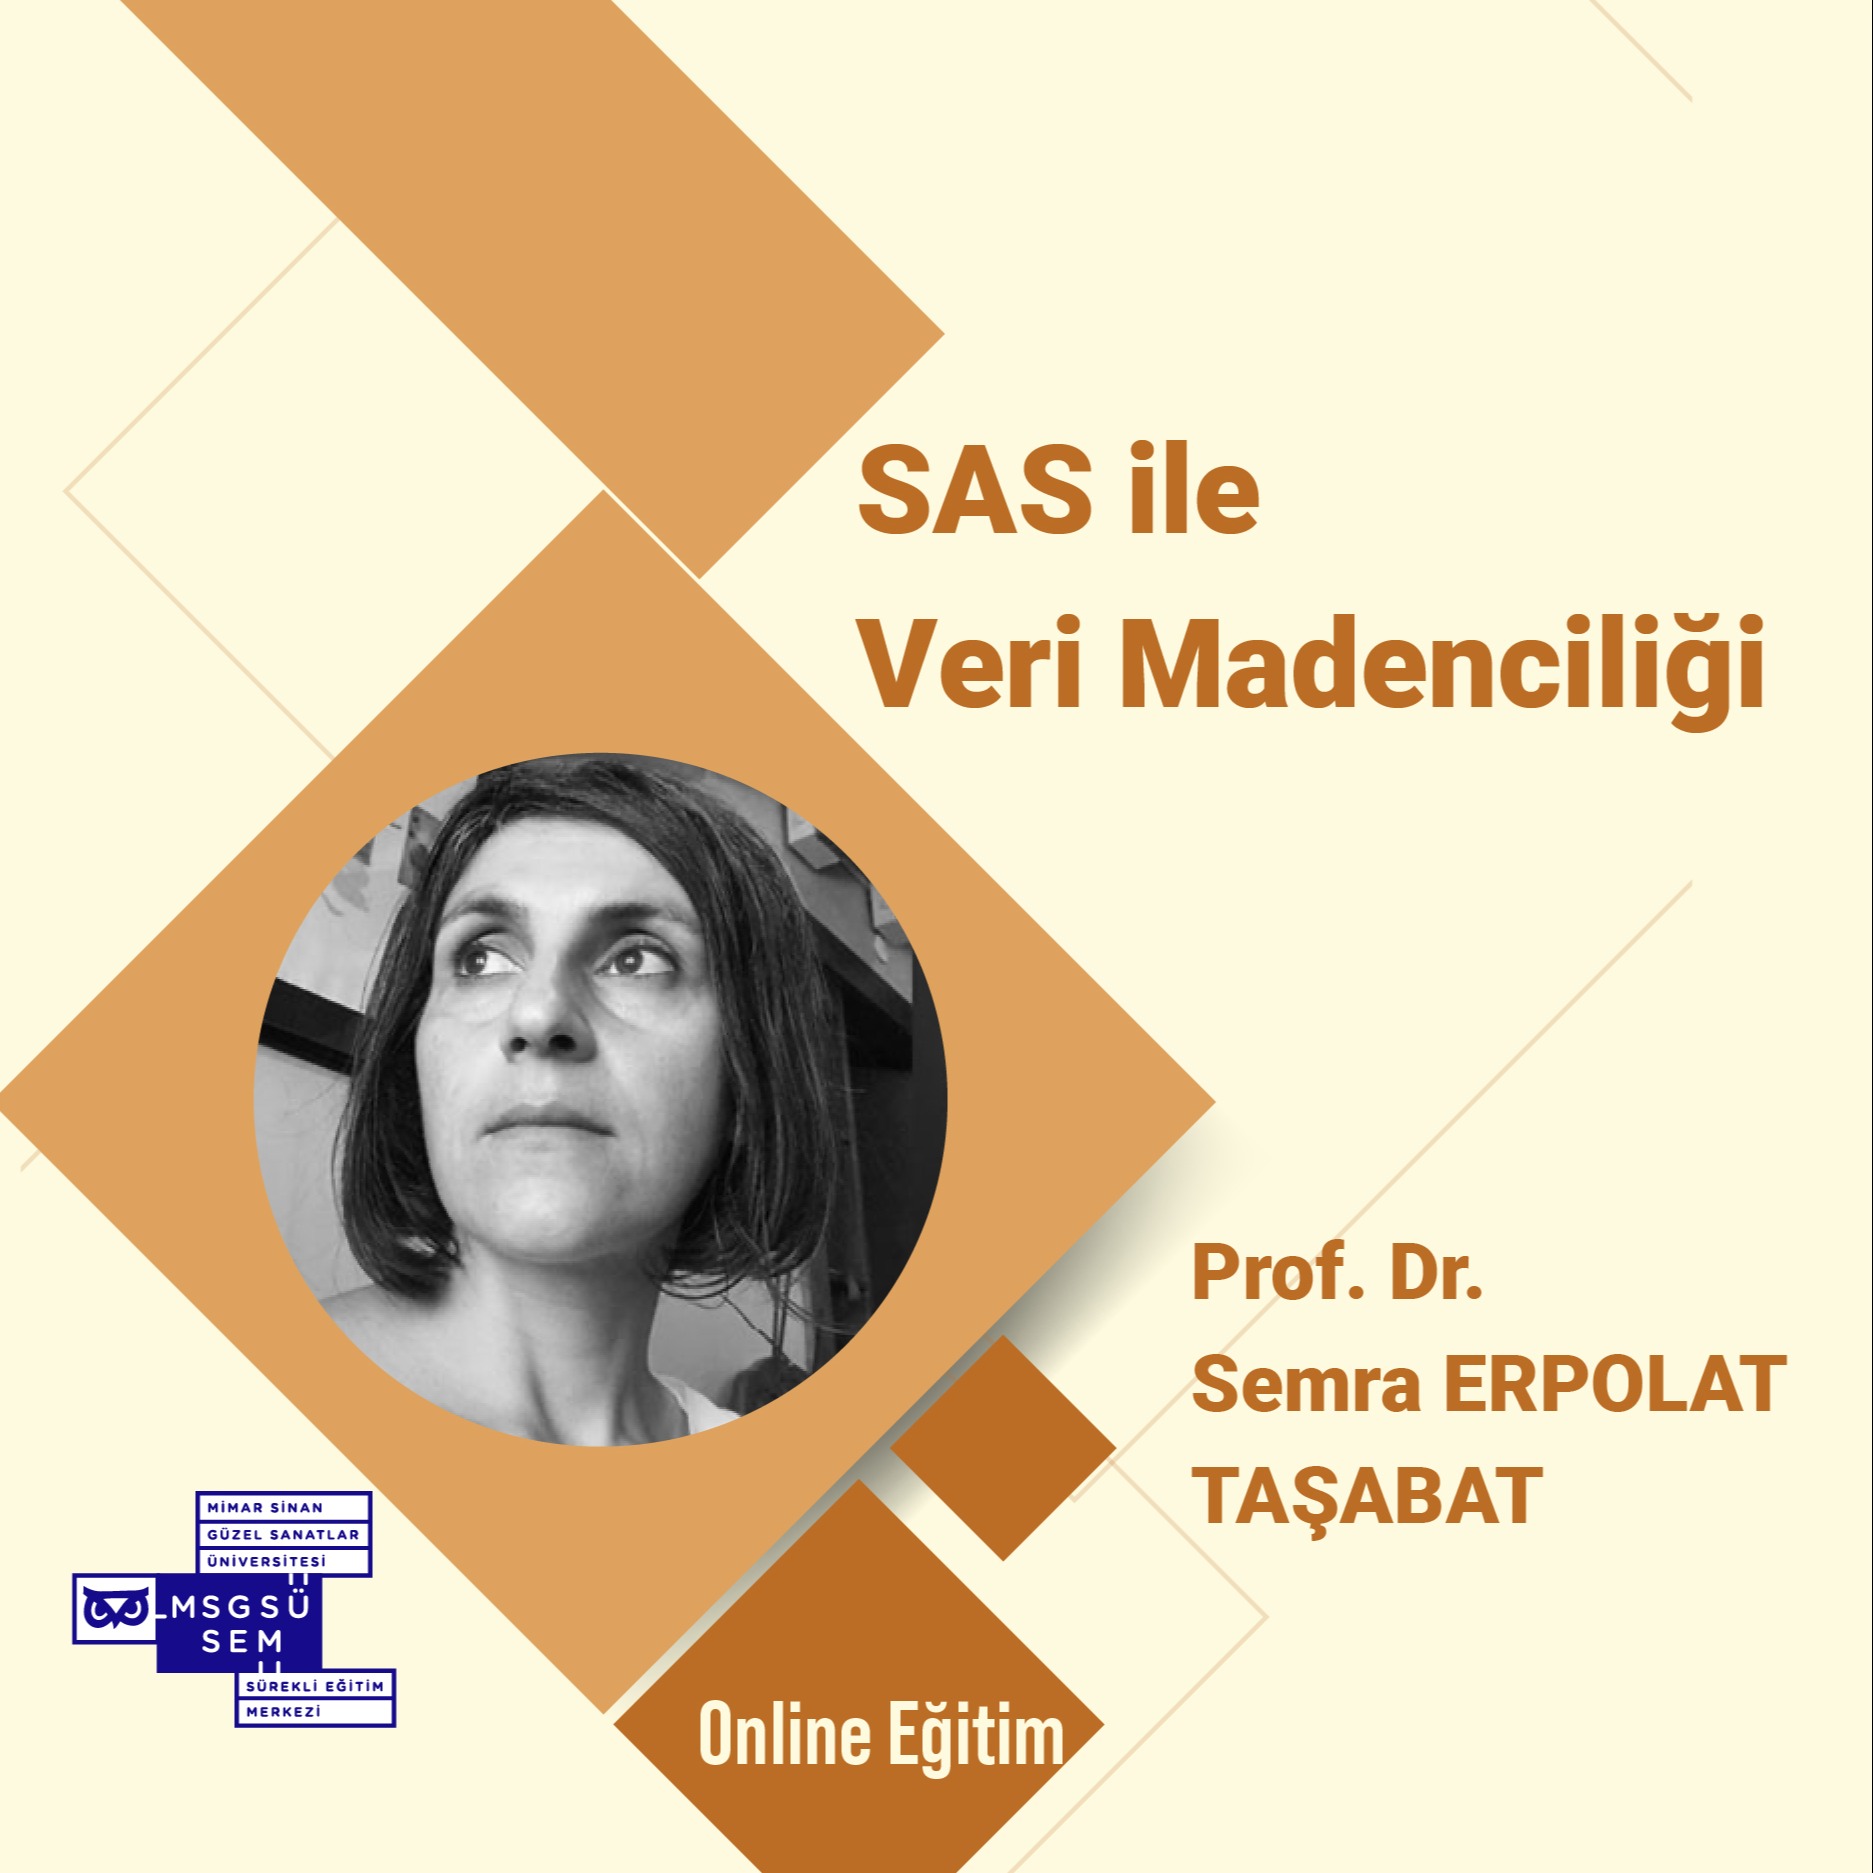 SAS ile
Veri Madenciliği
Prof. Dr.
Semra ERPOLAT
TAŞABAT
MİMAR SİNAN
GÜZEL SANATLAR
ÜNİVERSİTESİ
MSGSÜ
SEM
SÜREKLİ EĞİTİM
MERKEZİ
Online Eğitim